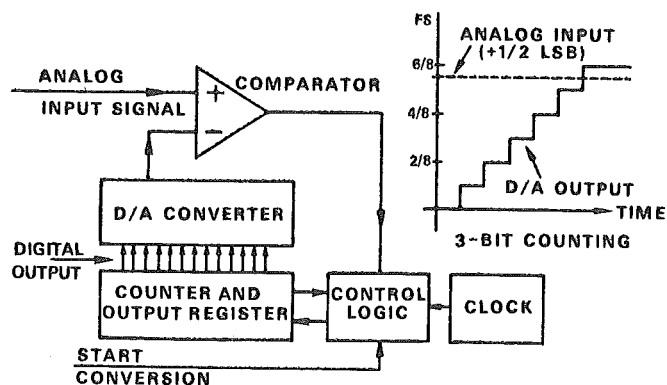 ANALOG
INPUT SIGNAL
+
−
COMPARATOR
D/A CONVERTER
DIGITAL
OUTPUT
COUNTER AND
OUTPUT REGISTER
CONTROL
LOGIC
CLOCK
START
CONVERSION
FS
6/8
4/8
2/8
ANALOG INPUT
(+1/2 LSB)
D/A OUTPUT
TIME
3-BIT COUNTING